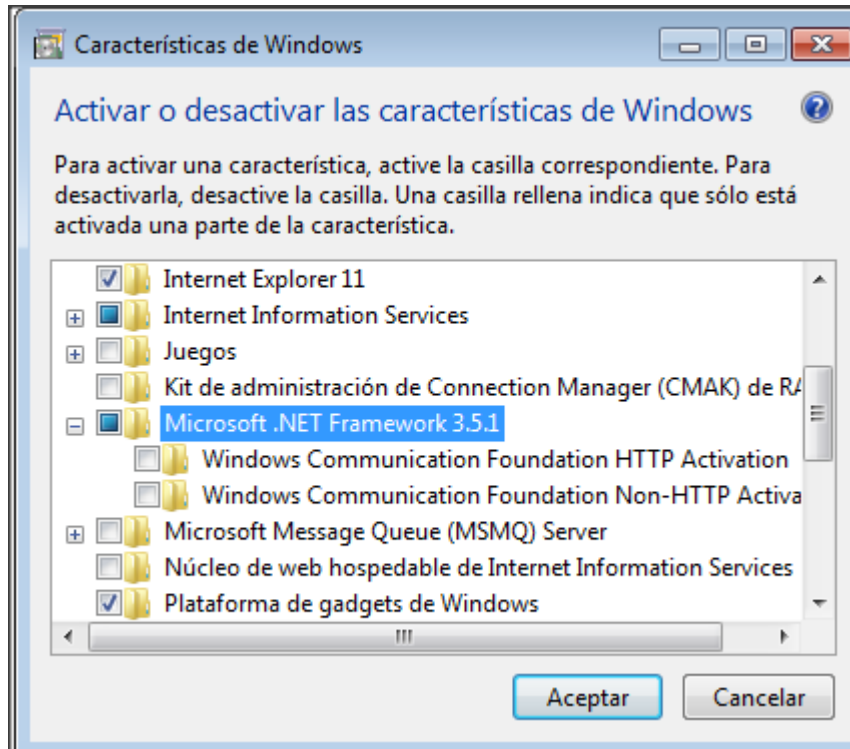 Características de Windows
Activar o desactivar las características de Windows
Para activar una característica, active la casilla correspondiente. Para
desactivarla, desactive la casilla. Una casilla rellena indica que sólo está
activada una parte de la característica.
Internet Explorer 11
Internet Information Services
Juegos
Kit de administración de Connection Manager (CMAK) de RA
Microsoft .NET Framework 3.5.1
Windows Communication Foundation HTTP Activation
Windows Communication Foundation Non-HTTP Activa
Microsoft Message Queue (MSMQ) Server
Núcleo de web hospedable de Internet Information Services
Plataforma de gadgets de Windows
Aceptar Cancelar